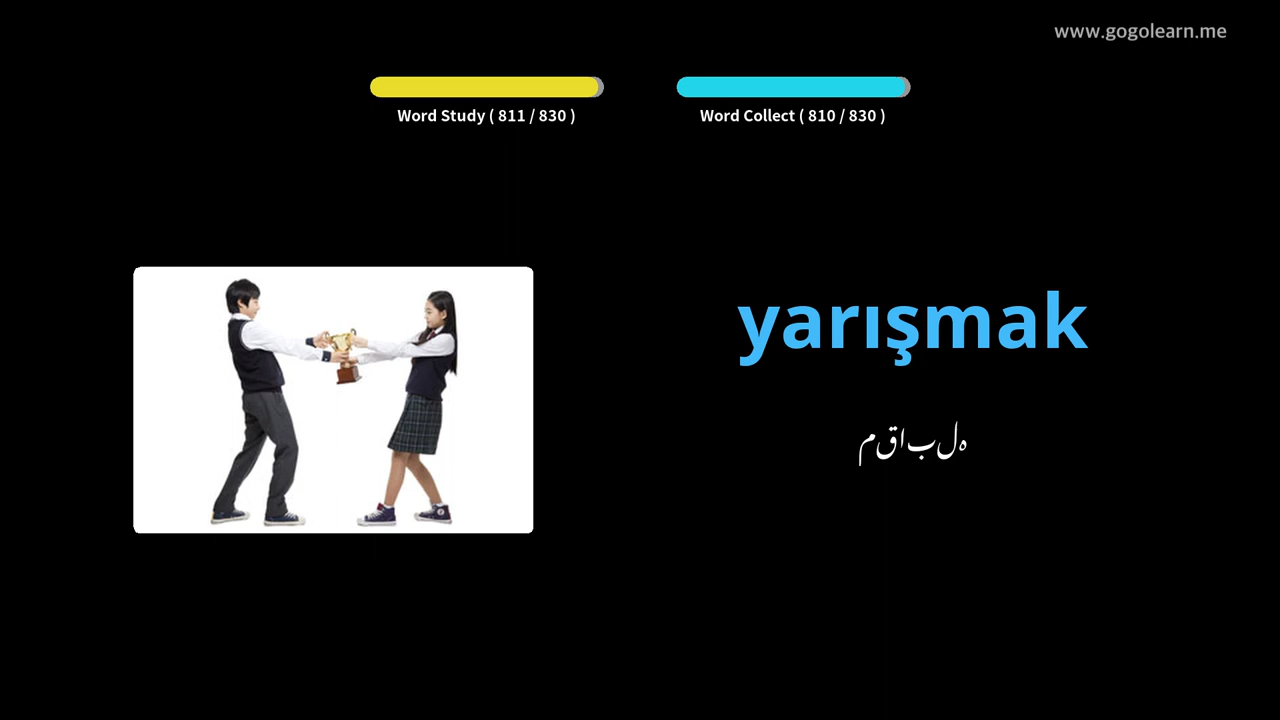 www.gogolearn.me
Word Study ( 811 / 830 )
Word Collect ( 810 / 830 )
yarışmak
مقابلہ